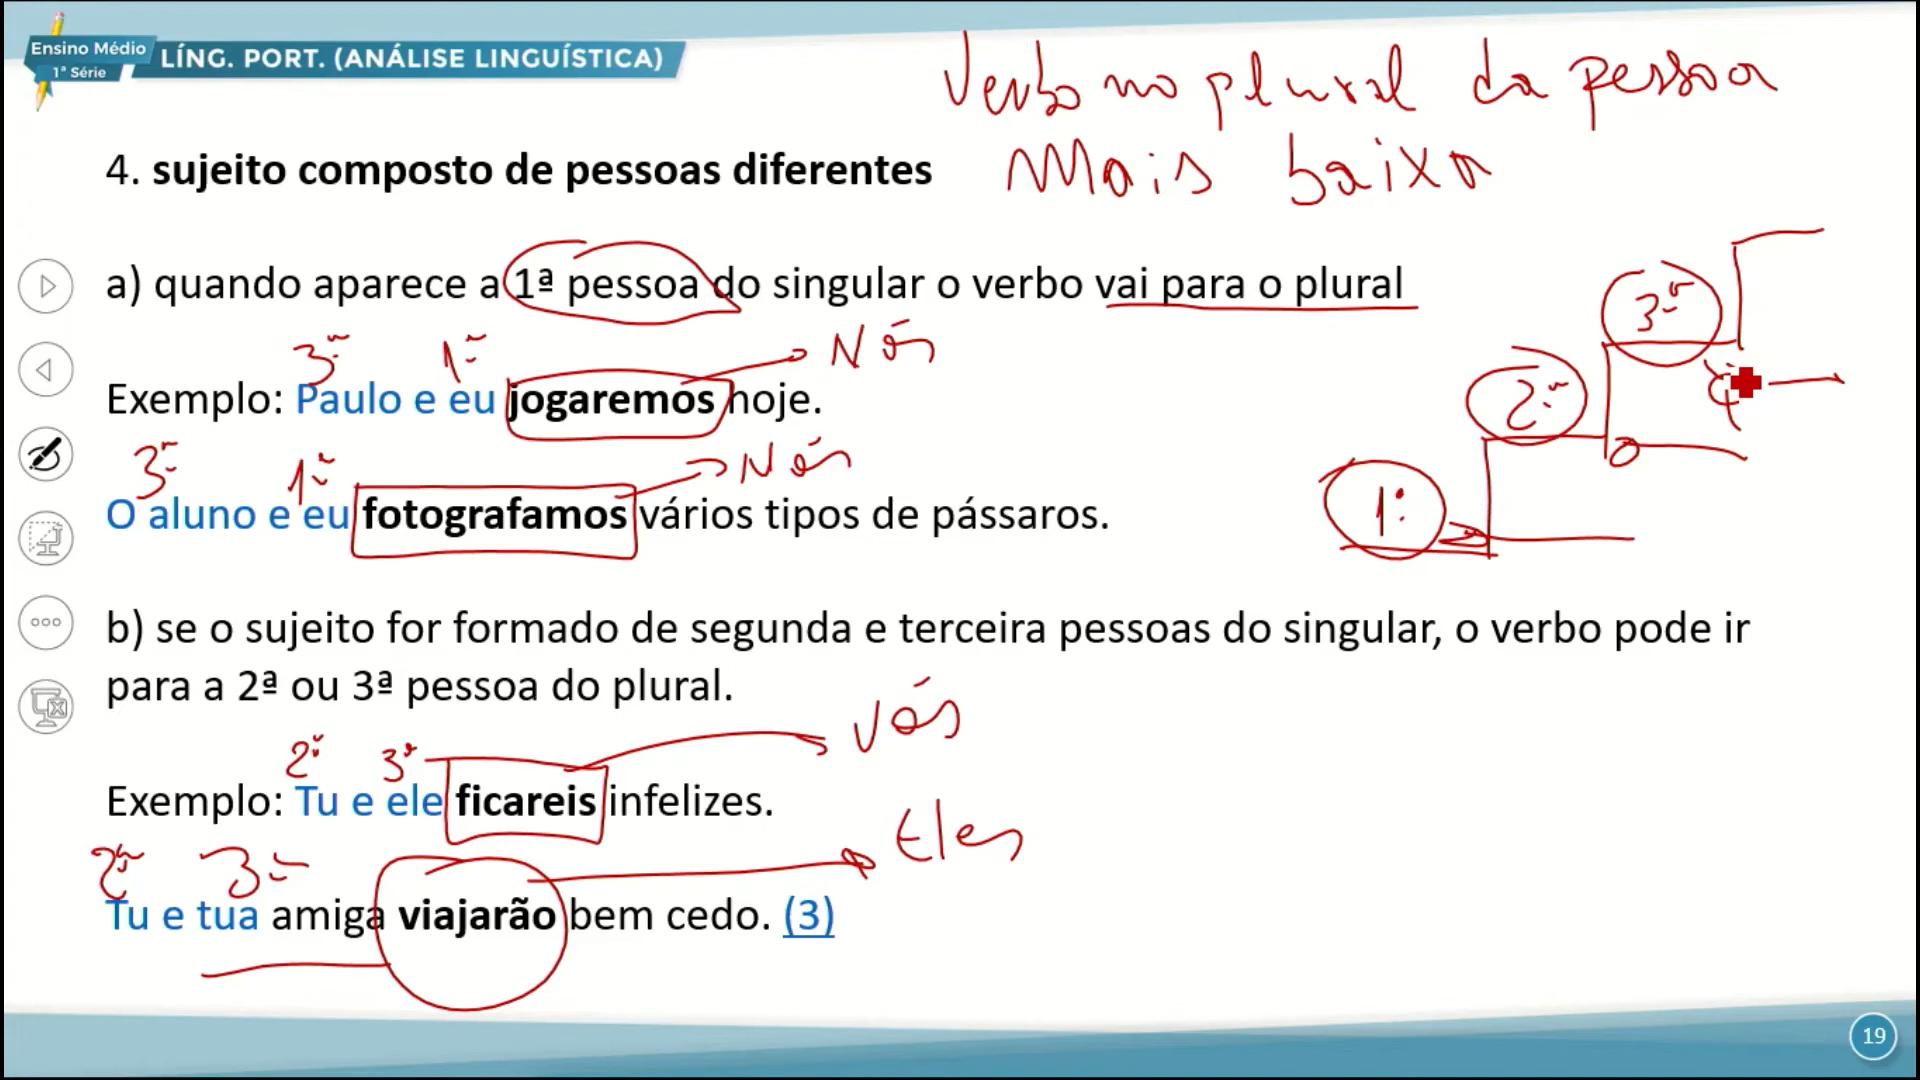 Ensino Médio
1ª Série
LÍNG. PORT. (ANÁLISE LINGUÍSTICA)
Verbo no plural da pessoa
Mais baixa
4. sujeito composto de pessoas diferentes
a) quando aparece a 1ª pessoa do singular o verbo vai para o plural
3ª 1ª Nós
Exemplo: Paulo e eu jogaremos hoje.
3ª 1ª Nós
O aluno e eu fotografamos vários tipos de pássaros.
3ª
2ª
1ª
b) se o sujeito for formado de segunda e terceira pessoas do singular, o verbo pode ir
para a 2ª ou 3ª pessoa do plural.
2ª 3ª Vós
Exemplo: Tu e ele ficareis infelizes.
2ª 3ª Eles
Tu e tua amiga viajarão bem cedo. (3)
19